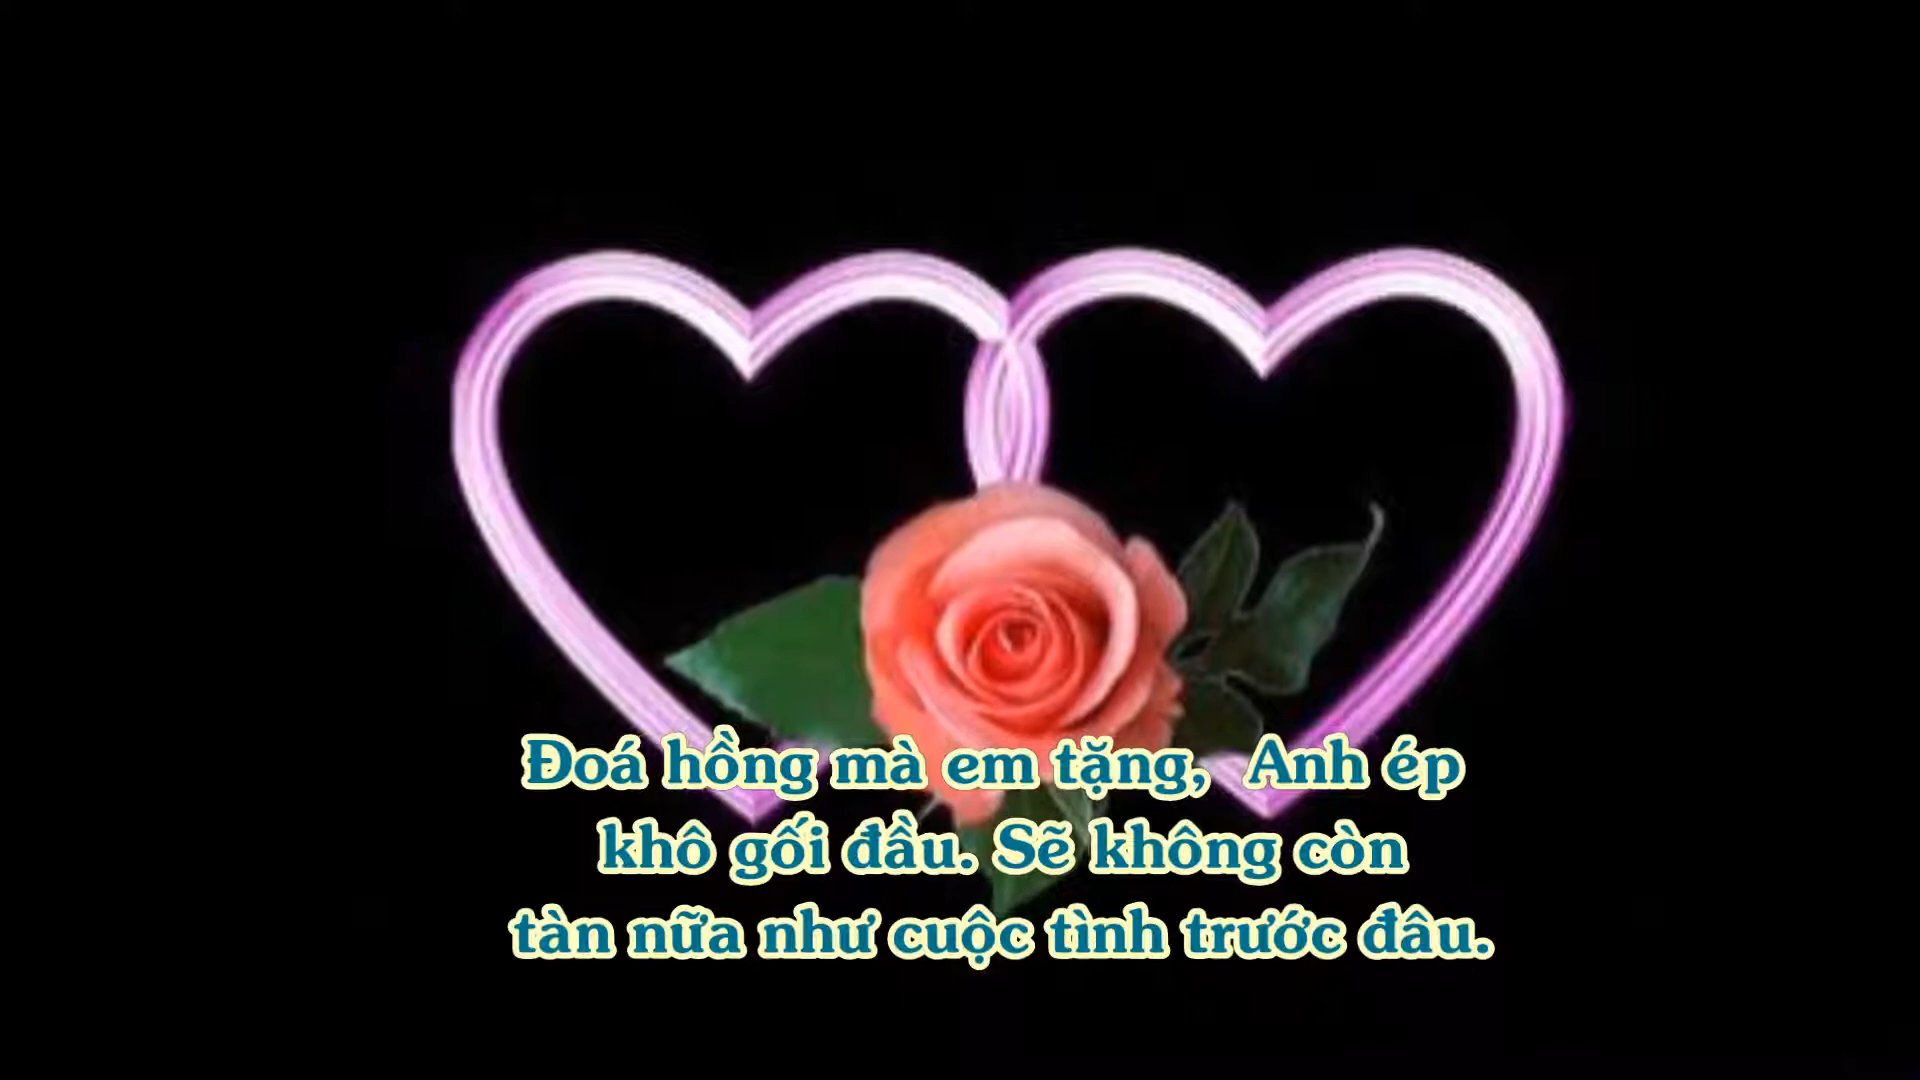 Đoá hồng mà em tặng,  Anh ép
khô gối đầu. Sẽ không còn
tàn nữa như cuộc tình trước đâu.